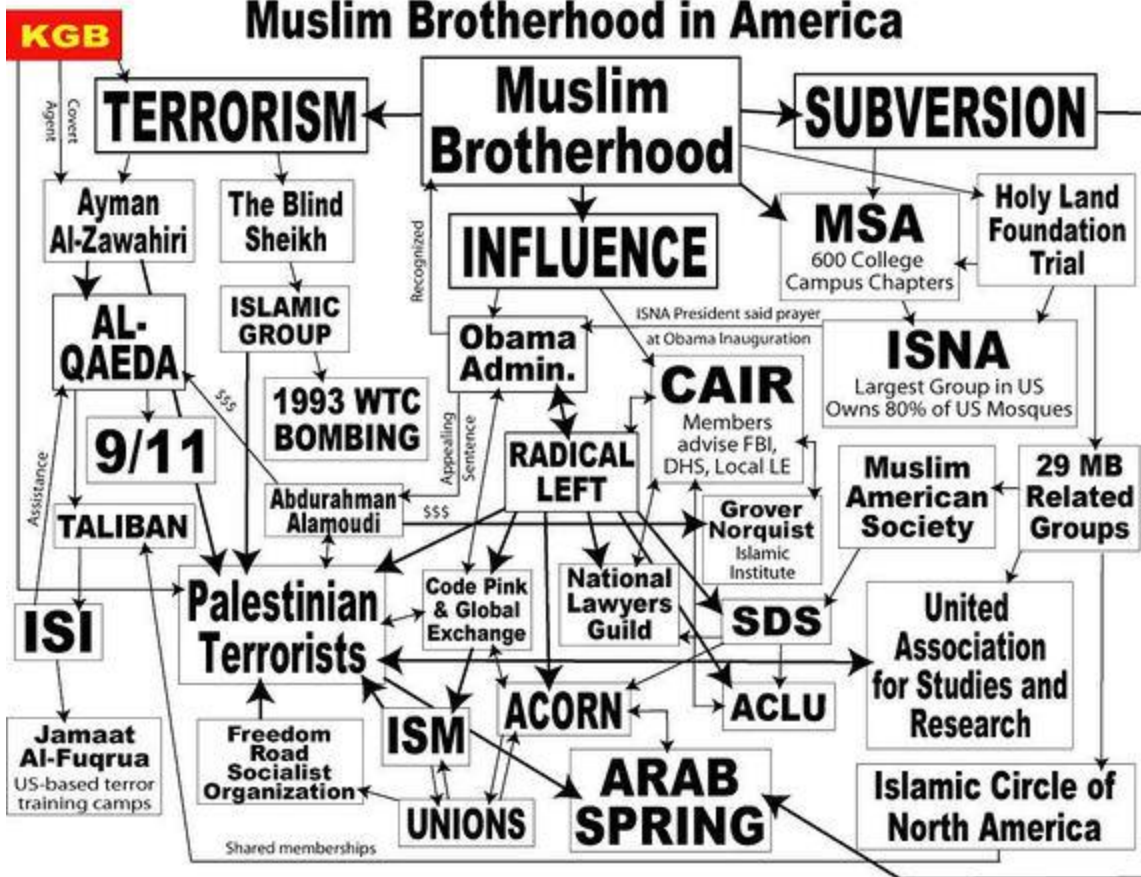 Muslim Brotherhood in America
KGB
Covert
Agent
TERRORISM
Muslim
Brotherhood
SUBVERSION
Ayman
Al-Zawahiri
The Blind
Sheikh
Recognized
INFLUENCE
MSA
600 College
Campus Chapters
Holy Land
Foundation
Trial
AL-
QAEDA
ISLAMIC
GROUP
Obama
Admin.
ISNA President said prayer
at Obama Inauguration
ISNA
Largest Group in US
Owns 80% of US Mosques
$$$
1993 WTC
BOMBING
CAIR
Members
advise FBI,
DHS, Local LE
9/11
Assistance
Appealing
Sentence
RADICAL
LEFT
Muslim
American
Society
29 MB
Related
Groups
TALIBAN
Abdurahman
Alamoudi
$$$
Grover
Norquist
Islamic
Institute
Palestinian
Terrorists
Code Pink
& Global
Exchange
National
Lawyers
Guild
SDS
United
Association
for Studies and
Research
ISI
ISM
ACORN
ACLU
Jamaat
Al-Fuqrua
US-based terror
training camps
Freedom
Road
Socialist
Organization
UNIONS
ARAB
SPRING
Islamic Circle of
North America
Shared memberships